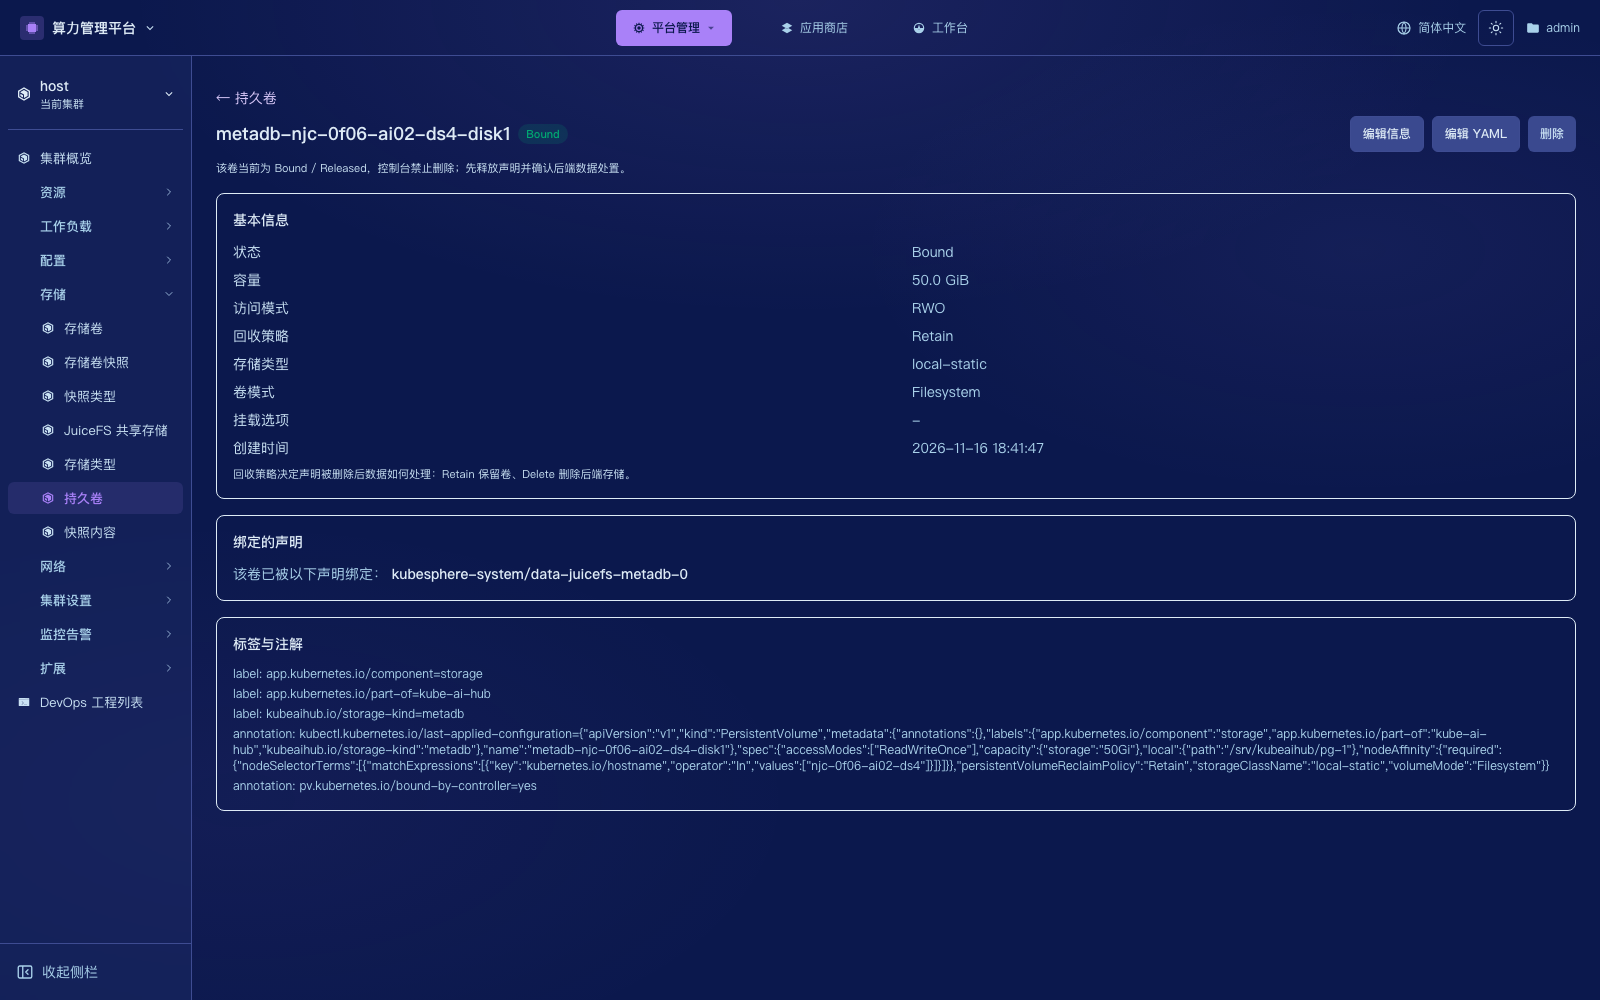 算力管理平台
平台管理
应用商店
工作台
简体中文
admin
host
当前集群
集群概览
资源
工作负载
配置
存储
存储卷
存储卷快照
快照类型
JuiceFS 共享存储
存储类型
持久卷
快照内容
网络
集群设置
监控告警
扩展
DevOps 工程列表
收起侧栏
← 持久卷
metadb-njc-0f06-ai02-ds4-disk1 Bound
编辑信息
编辑 YAML
删除
该卷当前为 Bound / Released，控制台禁止删除；先释放声明并确认后端数据处置。
基本信息
状态 Bound
容量 50.0 GiB
访问模式 RWO
回收策略 Retain
存储类型 local-static
卷模式 Filesystem
挂载选项 -
创建时间 2026-11-16 18:41:47
回收策略决定声明被删除后数据如何处理：Retain 保留卷、Delete 删除后端存储。
绑定的声明
该卷已被以下声明绑定： kubesphere-system/data-juicefs-metadb-0
标签与注解
label: app.kubernetes.io/component=storage
label: app.kubernetes.io/part-of=kube-ai-hub
label: kubeaihub.io/storage-kind=metadb
annotation: kubectl.kubernetes.io/last-applied-configuration={"apiVersion":"v1","kind":"PersistentVolume","metadata":{"annotations":{},"labels":{"app.kubernetes.io/component":"storage","app.kubernetes.io/part-of":"kube-ai-
hub","kubeaihub.io/storage-kind":"metadb"},"name":"metadb-njc-0f06-ai02-ds4-disk1"},"spec":{"accessModes":["ReadWriteOnce"],"capacity":{"storage":"50Gi"},"local":{"path":"/srv/kubeaihub/pg-1"},"nodeAffinity":{"required":
{"nodeSelectorTerms":[{"matchExpressions":[{"key":"kubernetes.io/hostname","operator":"In","values":["njc-0f06-ai02-ds4"]}]}]}},"persistentVolumeReclaimPolicy":"Retain","storageClassName":"local-static","volumeMode":"Filesystem"}}
annotation: pv.kubernetes.io/bound-by-controller=yes